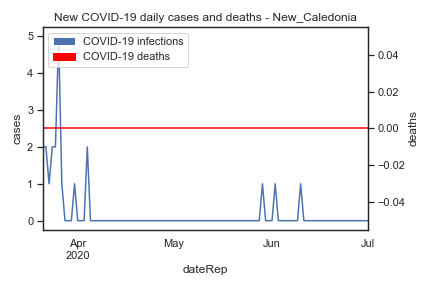 New COVID-19 daily cases and deaths - New_Caledonia
COVID-19 infections
COVID-19 deaths
5
4
3
2
1
0
cases
0.04
0.02
0.00
−0.02
−0.04
deaths
Apr
2020
May
Jun
Jul
dateRep